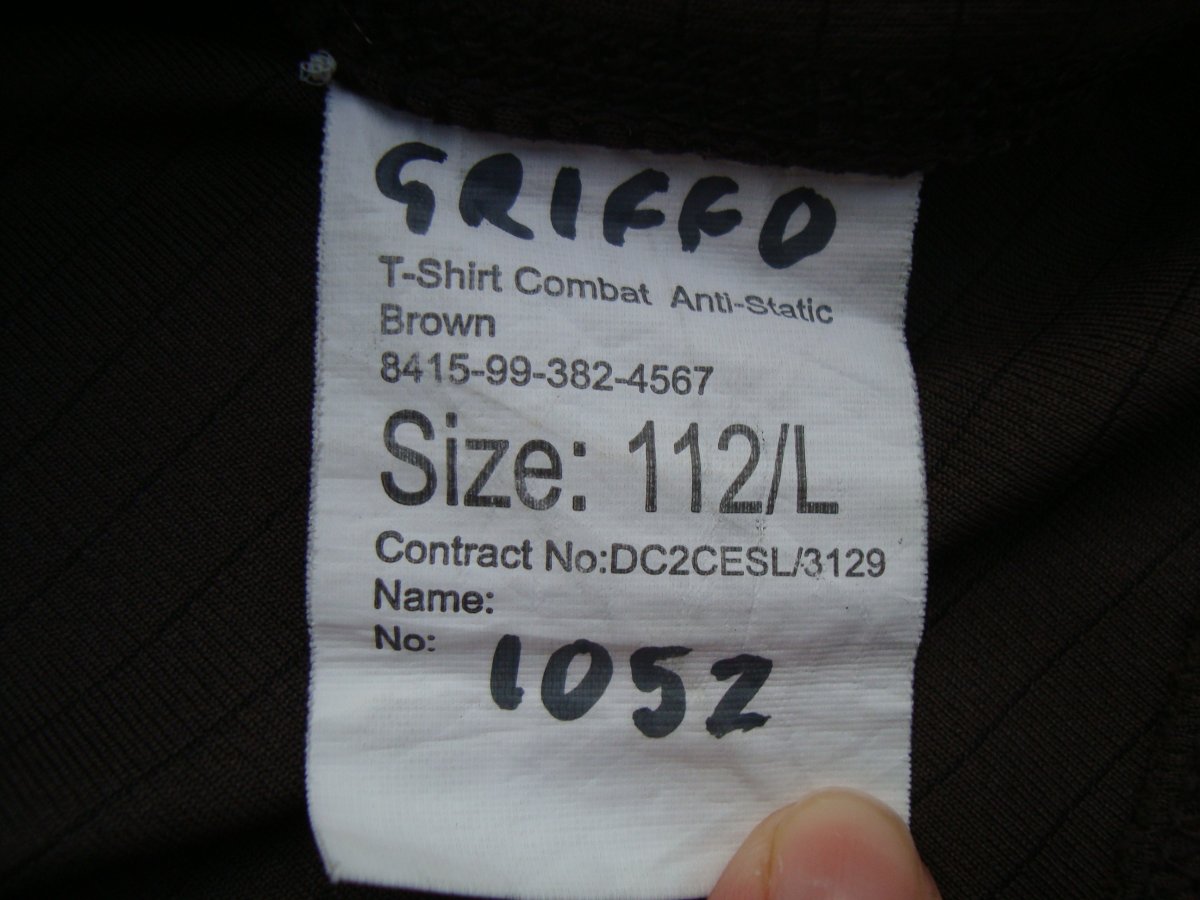 GRIFFO
T-Shirt Combat Anti-Static
Brown
8415-99-382-4567
Size: 112/L
Contract No:DC2CESL/3129
Name:
No: 1052